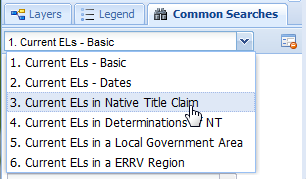 Layers Legend Common Searches
1. Current ELs - Basic
1. Current ELs - Basic
2. Current ELs - Dates
3. Current ELs in Native Title Claim
4. Current ELs in Determinations NT
5. Current ELs in a Local Government Area
6. Current ELs in a ERRV Region